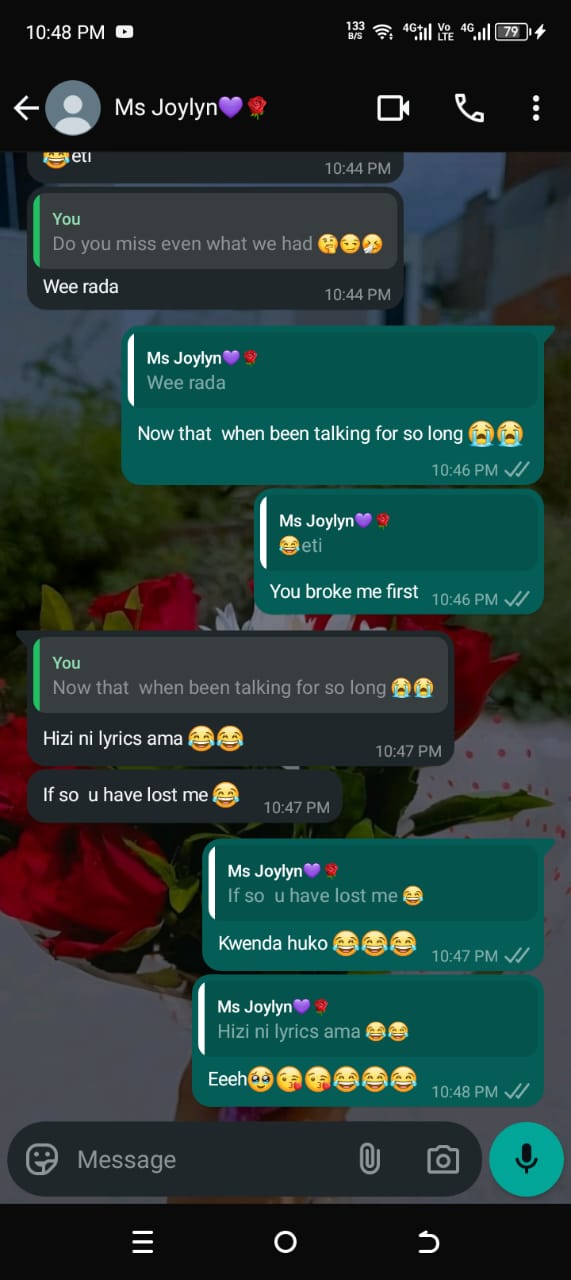 10:48 PM
133 B/S 4G+ Vo LTE 4G 79
Ms Joylyn💜🌹
😂eti
10:44 PM
You
Do you miss even what we had 🤔😏🤧
Wee rada
10:44 PM
Ms Joylyn💜🌹
Wee rada
Now that when been talking for so long 😭😭
10:46 PM
Ms Joylyn💜🌹
😂eti
You broke me first
10:46 PM
You
Now that when been talking for so long 😭😭
Hizi ni lyrics ama 😂😂
10:47 PM
If so u have lost me 😂
10:47 PM
Ms Joylyn💜🌹
If so u have lost me 😂
Kwenda huko 😂😂😂
10:47 PM
Ms Joylyn💜🌹
Hizi ni lyrics ama 😂😂
Eeeh🥹😘😘😂😂😂
10:48 PM
Message